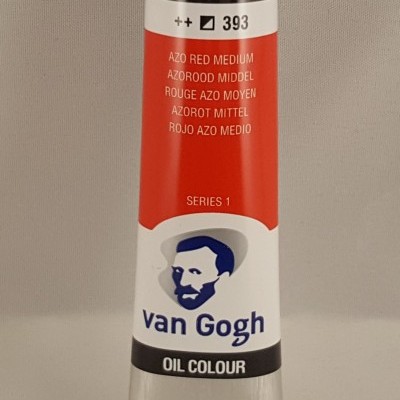 ++ 393
AZO RED MEDIUM
AZOROOD MIDDEL
ROUGE AZO MOYEN
AZOROT MITTEL
ROJO AZO MEDIO
SERIES 1
van Gogh
OIL COLOUR